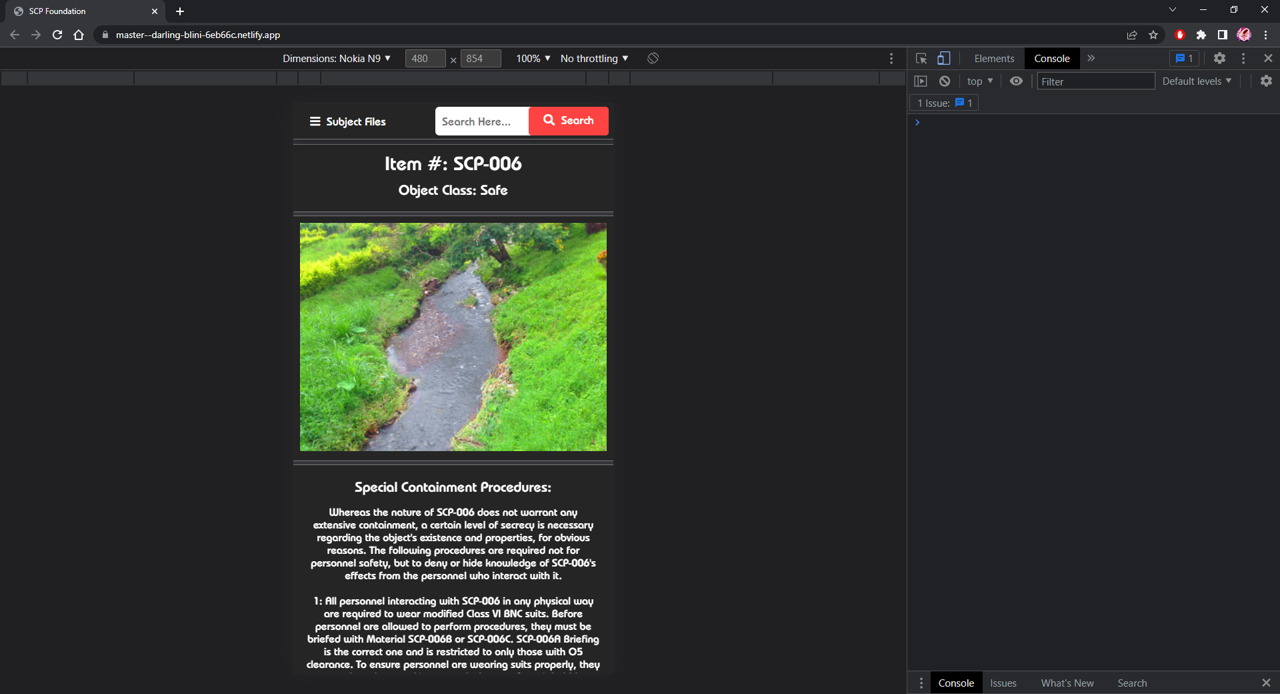 SCP Foundation
master--darling-blini-6eb66c.netlify.app
Dimensions: Nokia N9 480 × 854 100% No throttling
Elements Console 1
top Filter Default levels
1 Issue: 1
Subject Files Search Here... Search
Item #: SCP-006
Object Class: Safe
Special Containment Procedures:
Whereas the nature of SCP-006 does not warrant any
extensive containment, a certain level of secrecy is necessary
regarding the object's existence and properties, for obvious
reasons. The following procedures are required not for
personnel safety, but to deny or hide knowledge of SCP-006's
effects from the personnel who interact with it.
1: All personnel interacting with SCP-006 in any physical way
are required to wear modified Class VI BNC suits. Before
personnel are allowed to perform procedures, they must be
briefed with Material SCP-006B or SCP-006C. SCP-006A Briefing
is the correct one and is restricted to only those with O5
clearance. To ensure personnel are wearing suits properly, they
Console Issues What's New Search